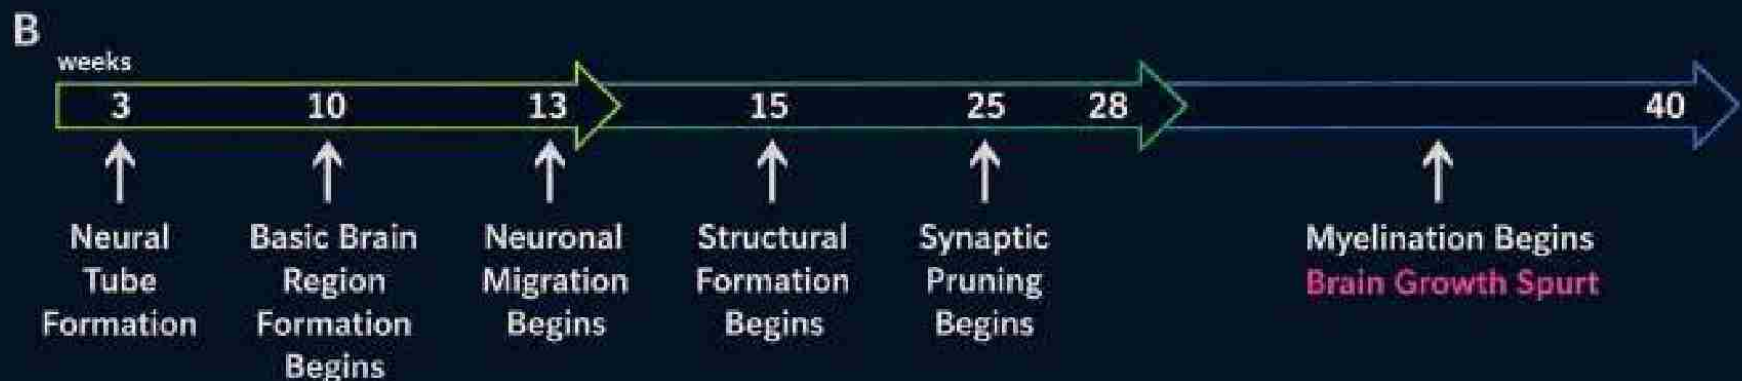 B
weeks
3 10 13 15 25 28 40
Neural
Tube
Formation
Basic Brain
Region
Formation
Begins
Neuronal
Migration
Begins
Structural
Formation
Begins
Synaptic
Pruning
Begins
Myelination Begins
Brain Growth Spurt